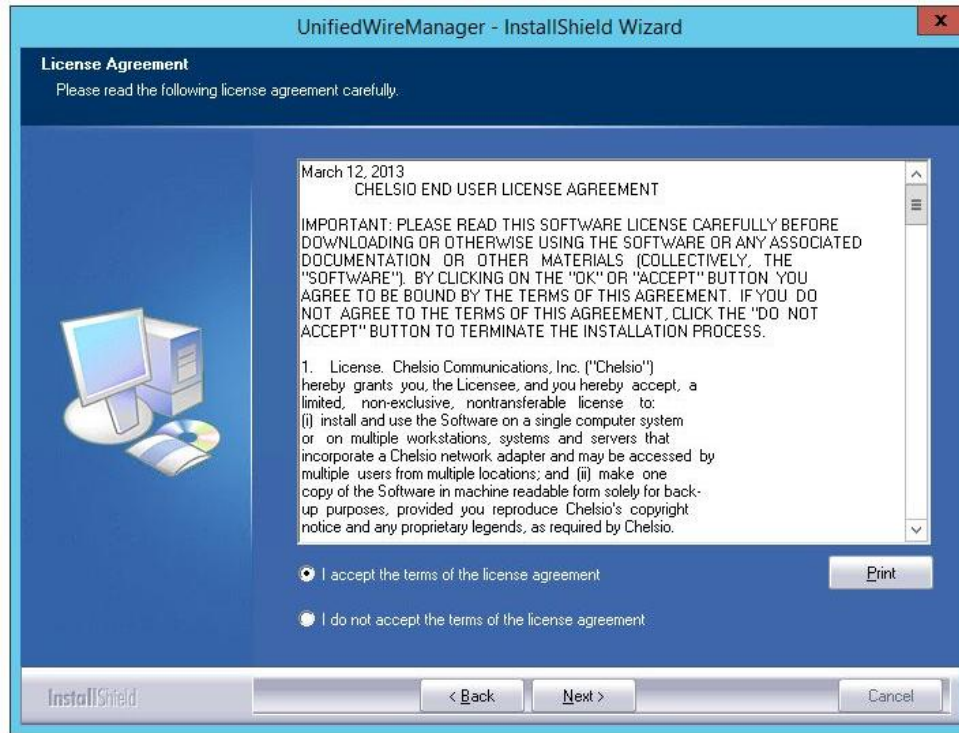 UnifiedWireManager - InstallShield Wizard
x
License Agreement
Please read the following license agreement carefully.
March 12, 2013
CHELSIO END USER LICENSE AGREEMENT
IMPORTANT: PLEASE READ THIS SOFTWARE LICENSE CAREFULLY BEFORE
DOWNLOADING OR OTHERWISE USING THE SOFTWARE OR ANY ASSOCIATED
DOCUMENTATION OR OTHER MATERIALS (COLLECTIVELY, THE
"SOFTWARE"). BY CLICKING ON THE "OK" OR "ACCEPT" BUTTON YOU
AGREE TO BE BOUND BY THE TERMS OF THIS AGREEMENT. IF YOU DO
NOT AGREE TO THE TERMS OF THIS AGREEMENT, CLICK THE "DO NOT
ACCEPT" BUTTON TO TERMINATE THE INSTALLATION PROCESS.
1. License. Chelsio Communications, Inc. ("Chelsio")
hereby grants you, the Licensee, and you hereby accept, a
limited, non-exclusive, nontransferable license to:
(i) install and use the Software on a single computer system
or on multiple workstations, systems and servers that
incorporate a Chelsio network adapter and may be accessed by
multiple users from multiple locations; and (ii) make one
copy of the Software in machine readable form solely for back-
up purposes, provided you reproduce Chelsio's copyright
notice and any proprietary legends, as required by Chelsio.
I accept the terms of the license agreement
Print
I do not accept the terms of the license agreement
InstallShield
< Back
Next >
Cancel